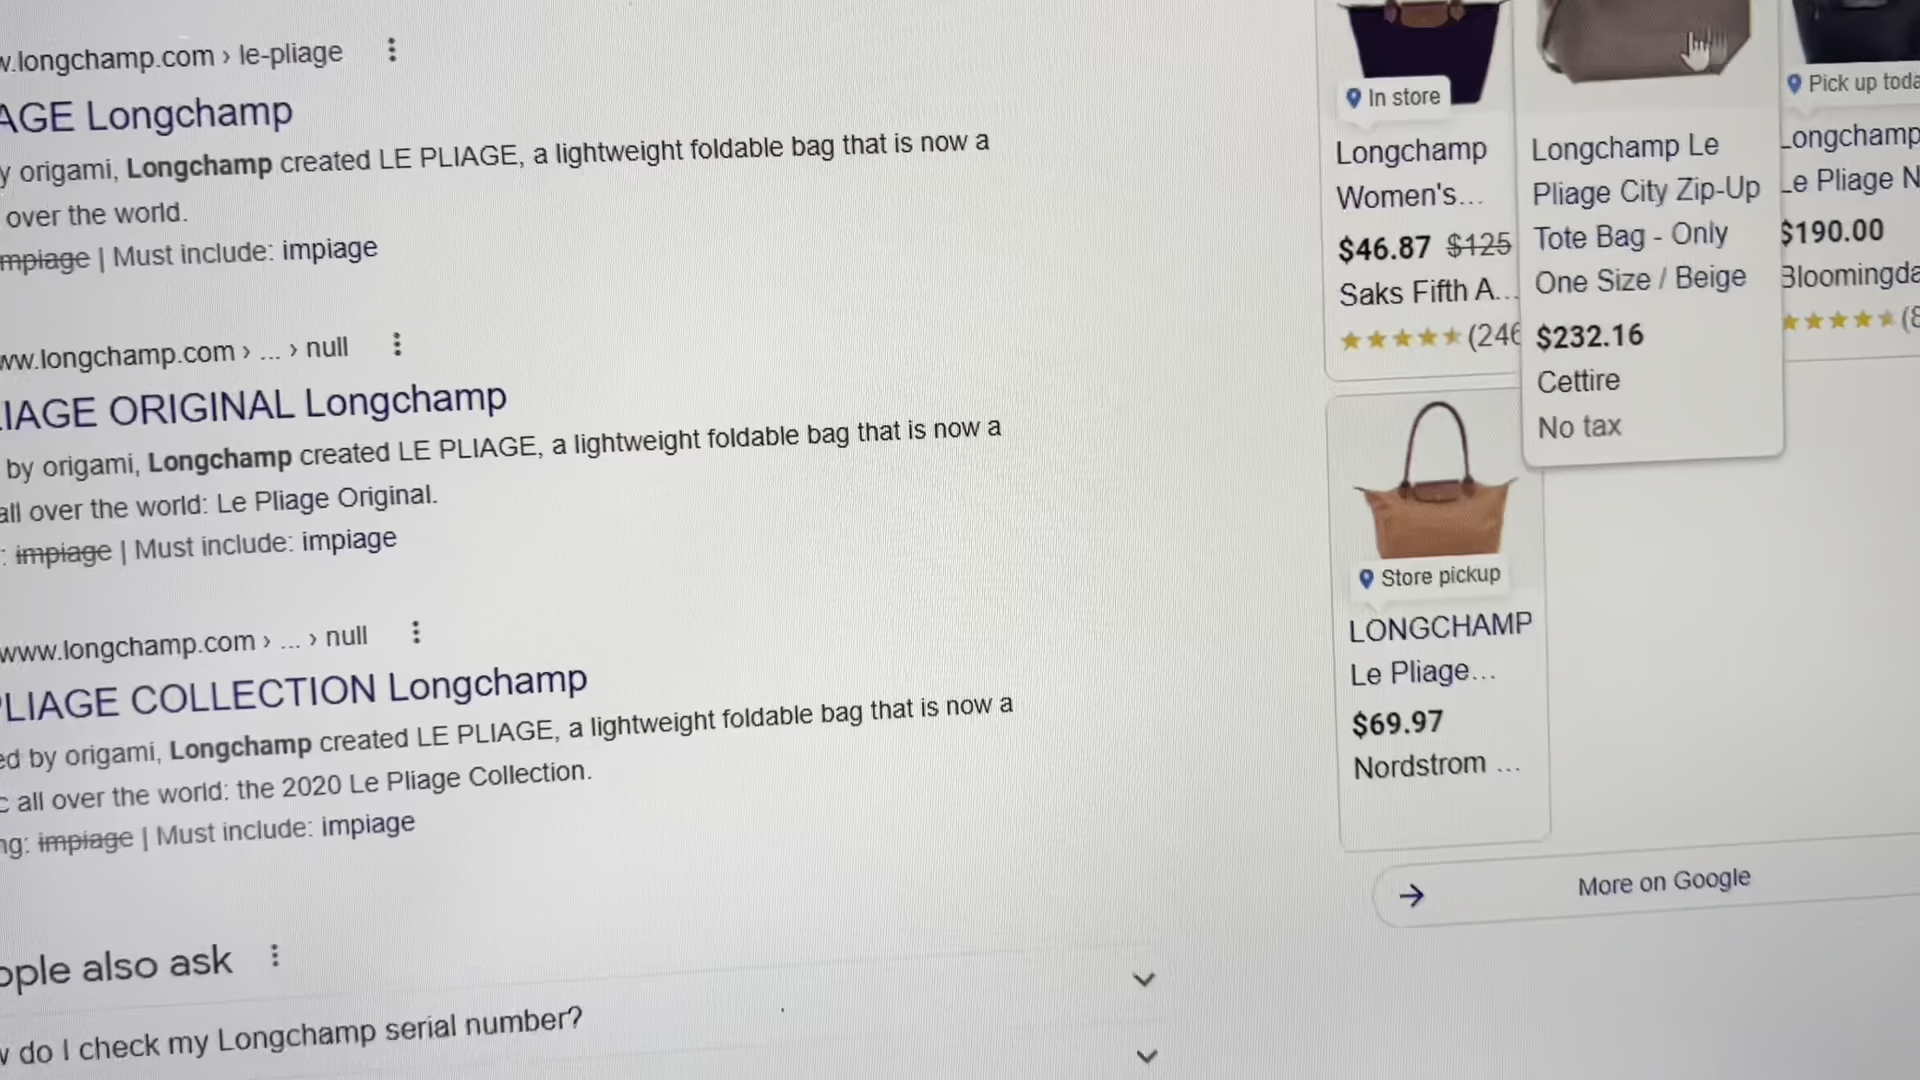 .longchamp.com › le-pliage
AGE Longchamp
y origami, Longchamp created LE PLIAGE, a lightweight foldable bag that is now a
over the world.
mpiage | Must include: impiage
ww.longchamp.com › ... › null
IAGE ORIGINAL Longchamp
by origami, Longchamp created LE PLIAGE, a lightweight foldable bag that is now a
all over the world: Le Pliage Original.
: impiage | Must include: impiage
www.longchamp.com › ... › null
PLIAGE COLLECTION Longchamp
ed by origami, Longchamp created LE PLIAGE, a lightweight foldable bag that is now a
c all over the world: the 2020 Le Pliage Collection.
ng: impiage | Must include: impiage
ople also ask
w do I check my Longchamp serial number?
In store
Longchamp
Women's...
$46.87 $125
Saks Fifth A...
(246
Longchamp Le
Pliage City Zip-Up
Tote Bag - Only
One Size / Beige
$232.16
Cettire
No tax
Pick up toda
Longchamp
Le Pliage N
$190.00
Bloomingda
(8
Store pickup
LONGCHAMP
Le Pliage...
$69.97
Nordstrom ...
More on Google